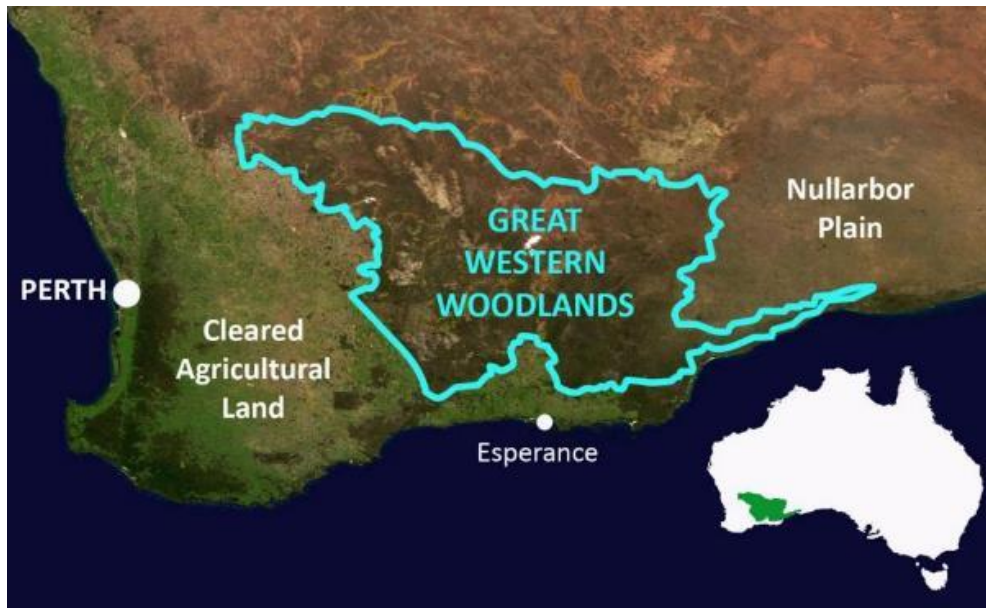 GREAT
WESTERN
WOODLANDS
Nullarbor
Plain
PERTH
Cleared
Agricultural
Land
Esperance